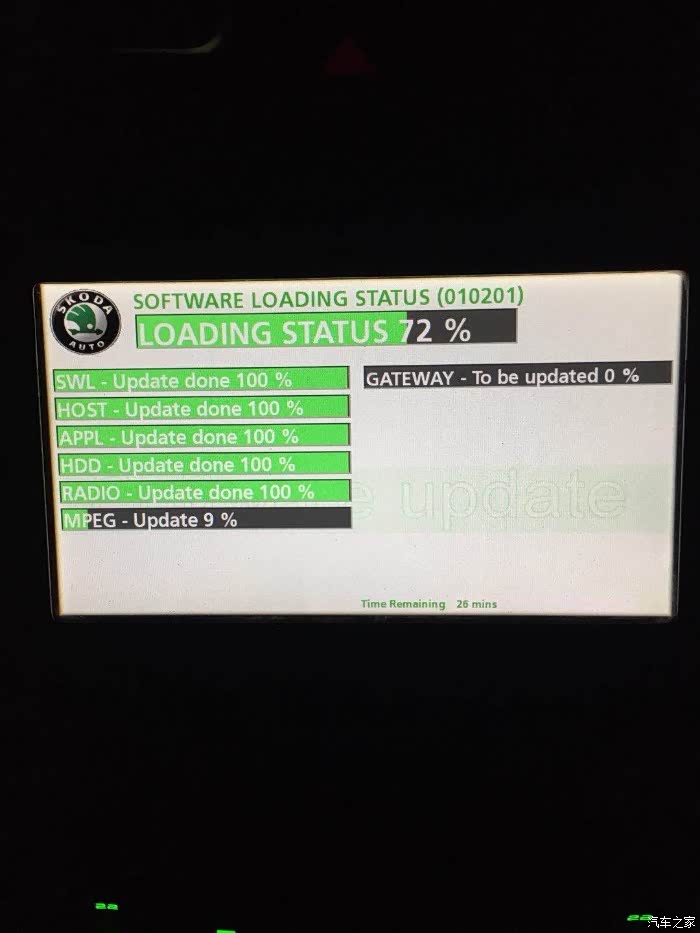 SKODA
AUTO
SOFTWARE LOADING STATUS (010201)
LOADING STATUS 72 %
SWL - Update done 100 %
HOST - Update done 100 %
APPL - Update done 100 %
HDD - Update done 100 %
RADIO - Update done 100 %
MPEG - Update 9 %
GATEWAY - To be updated 0 %
update
Time Remaining 26 mins
汽车之家